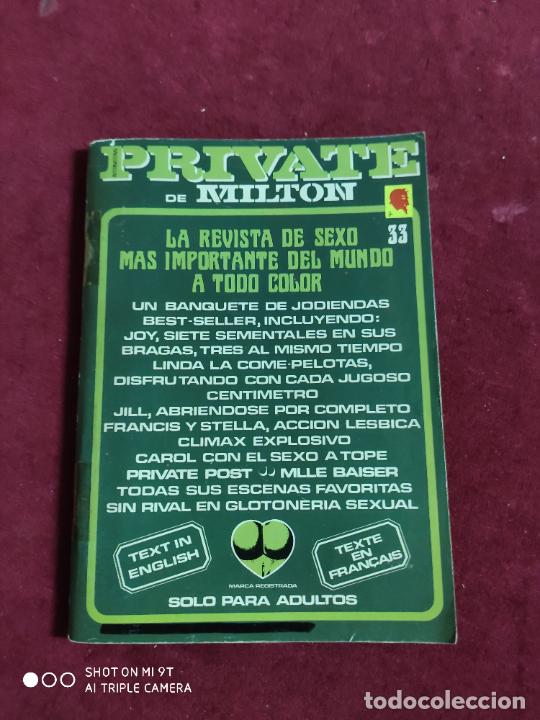 PRIVATE
DE MILTON
33
LA REVISTA DE SEXO
MAS IMPORTANTE DEL MUNDO
A TODO COLOR
UN BANQUETE DE JODIENDAS
BEST-SELLER, INCLUYENDO:
JOY, SIETE SEMENTALES EN SUS
BRAGAS, TRES AL MISMO TIEMPO
LINDA LA COME-PELOTAS,
DISFRUTANDO CON CADA JUGOSO
CENTIMETRO
JILL, ABRIENDOSE POR COMPLETO
FRANCIS Y STELLA, ACCION LESBICA
CLIMAX EXPLOSIVO
CAROL CON EL SEXO A TOPE
PRIVATE POST MLLE BAISER
TODAS SUS ESCENAS FAVORITAS
SIN RIVAL EN GLOTONERIA SEXUAL
TEXT IN
ENGLISH
TEXTE
EN
FRANÇAIS
MARCA REGISTRADA
SOLO PARA ADULTOS
SHOT ON MI 9T
AI TRIPLE CAMERA
todocoleccion